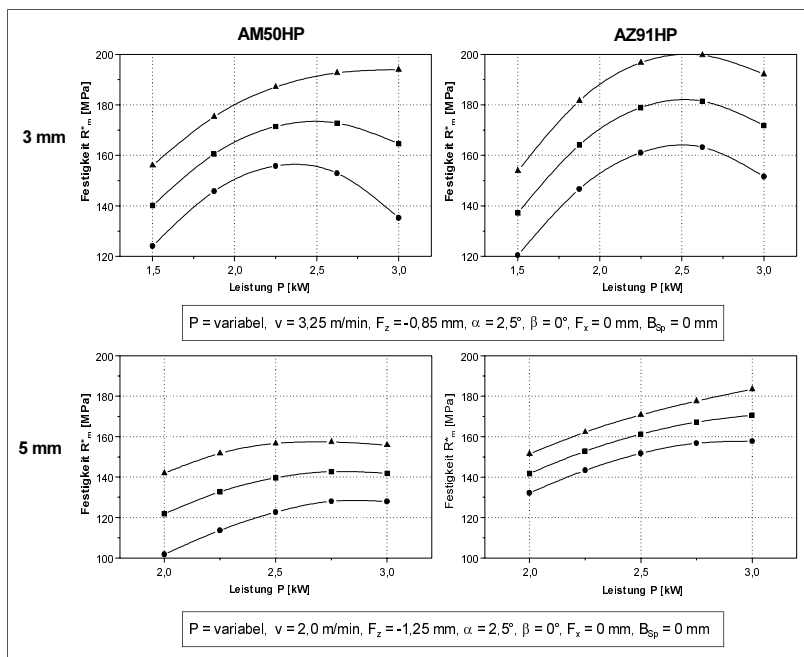 AM50HP
AZ91HP
3 mm
Festigkeit R*m [MPa]
200
180
160
140
120
1,5
2,0
2,5
3,0
Leistung P [kW]
Festigkeit R*m [MPa]
200
180
160
140
120
1,5
2,0
2,5
3,0
Leistung P [kW]
P = variabel, v = 3,25 m/min, Fz = -0,85 mm, α = 2,5°, β = 0°, Fx = 0 mm, BSp = 0 mm
5 mm
Festigkeit R*m [MPa]
200
180
160
140
120
100
2,0
2,5
3,0
Leistung P [kW]
Festigkeit R*m [MPa]
200
180
160
140
120
100
2,0
2,5
3,0
Leistung P [kW]
P = variabel, v = 2,0 m/min, Fz = -1,25 mm, α = 2,5°, β = 0°, Fx = 0 mm, BSp = 0 mm